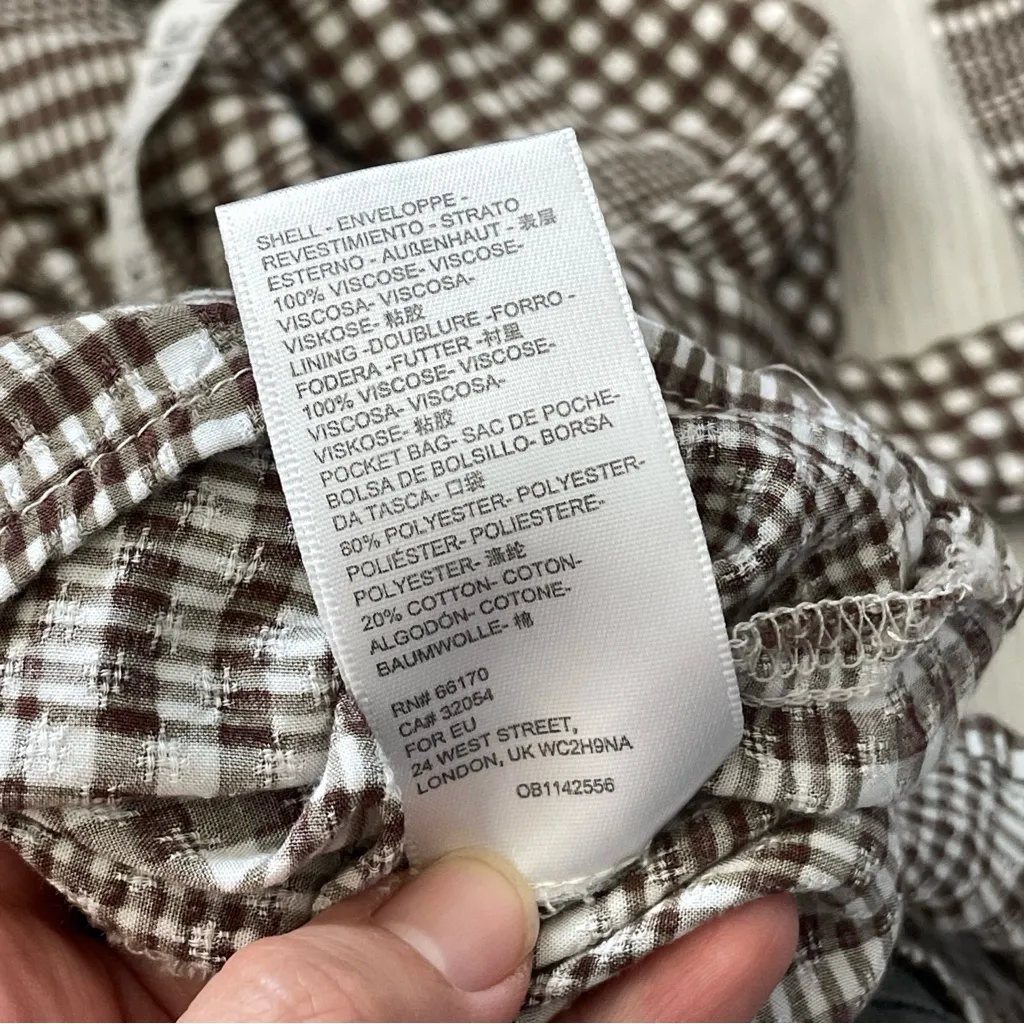 SHELL - ENVELOPPE -
REVESTIMIENTO - STRATO
ESTERNO - AUßENHAUT - 表层
100% VISCOSE- VISCOSE-
VISCOSA- VISCOSA-
VISKOSE- 粘胶
LINING -DOUBLURE -FORRO -
FODERA -FUTTER -衬里
100% VISCOSE- VISCOSE-
VISCOSA- VISCOSA-
VISKOSE- 粘胶
POCKET BAG- SAC DE POCHE-
BOLSA DE BOLSILLO- BORSA
DA TASCA- 口袋
80% POLYESTER- POLYESTER-
POLIÉSTER- POLIESTERE-
POLYESTER- 涤纶
20% COTTON- COTON-
ALGODÓN- COTONE-
BAUMWOLLE- 棉
RN# 66170
CA# 32054
FOR EU
24 WEST STREET,
LONDON, UK WC2H9NA
OB1142556